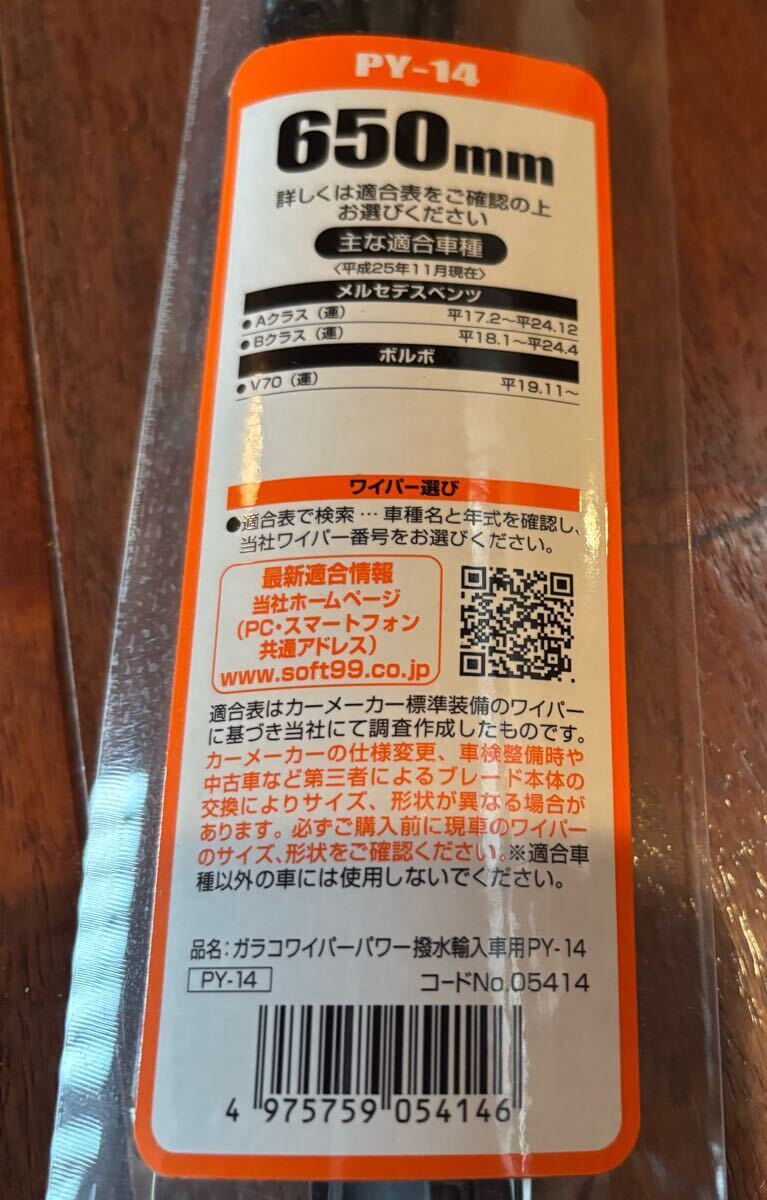 PY-14
650mm
詳しくは適合表をご確認の上
お選びください
主な適合車種
〈平成25年11月現在〉
メルセデスベンツ
●Aクラス（運） 平17.2～平24.12
●Bクラス（運） 平18.1～平24.4
ボルボ
●V70（運） 平19.11～
ワイパー選び
●適合表で検索…車種名と年式を確認し、
当社ワイパー番号をお選びください。
最新適合情報
当社ホームページ
（PC・スマートフォン
共通アドレス）
www.soft99.co.jp
適合表はカーメーカー標準装備のワイパー
に基づき当社にて調査作成したものです。
カーメーカーの仕様変更、車検整備時や
中古車など第三者によるブレード本体の
交換によりサイズ、形状が異なる場合が
あります。必ずご購入前に現車のワイパー
のサイズ、形状をご確認ください。※適合車
種以外の車には使用しないでください。
品名：ガラコワイパーパワー撥水輸入車用PY-14
PY-14 コードNo.05414
4 975759 054146